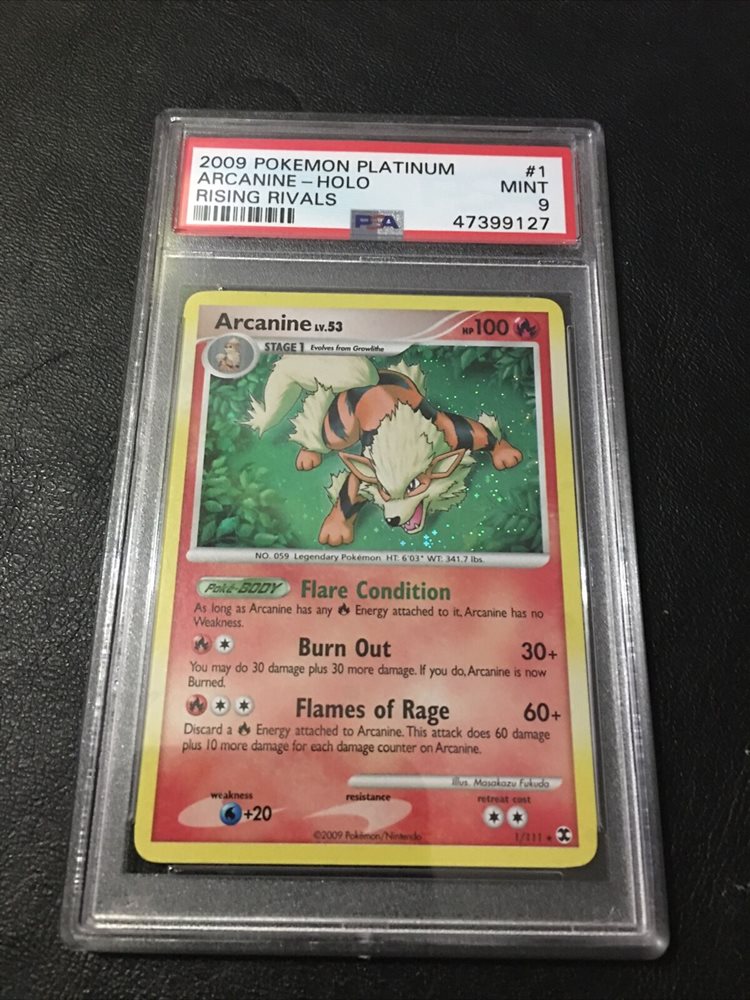 2009 POKEMON PLATINUM #1
ARCANINE - HOLO MINT
RISING RIVALS 9
PSA 47399127
Arcanine LV.53 HP 100
STAGE 1 Evolves from Growlithe
NO. 059 Legendary Pokémon HT: 6'03" WT: 341.7 lbs.
Poké-BODY Flare Condition
As long as Arcanine has any Energy attached to it, Arcanine has no
Weakness.
Burn Out 30+
You may do 30 damage plus 30 more damage. If you do, Arcanine is now
Burned.
Flames of Rage 60+
Discard a Energy attached to Arcanine. This attack does 60 damage
plus 10 more damage for each damage counter on Arcanine.
Illus. Masakazu Fukuda
weakness resistance retreat cost
+20
©2009 Pokémon/Nintendo 1/111